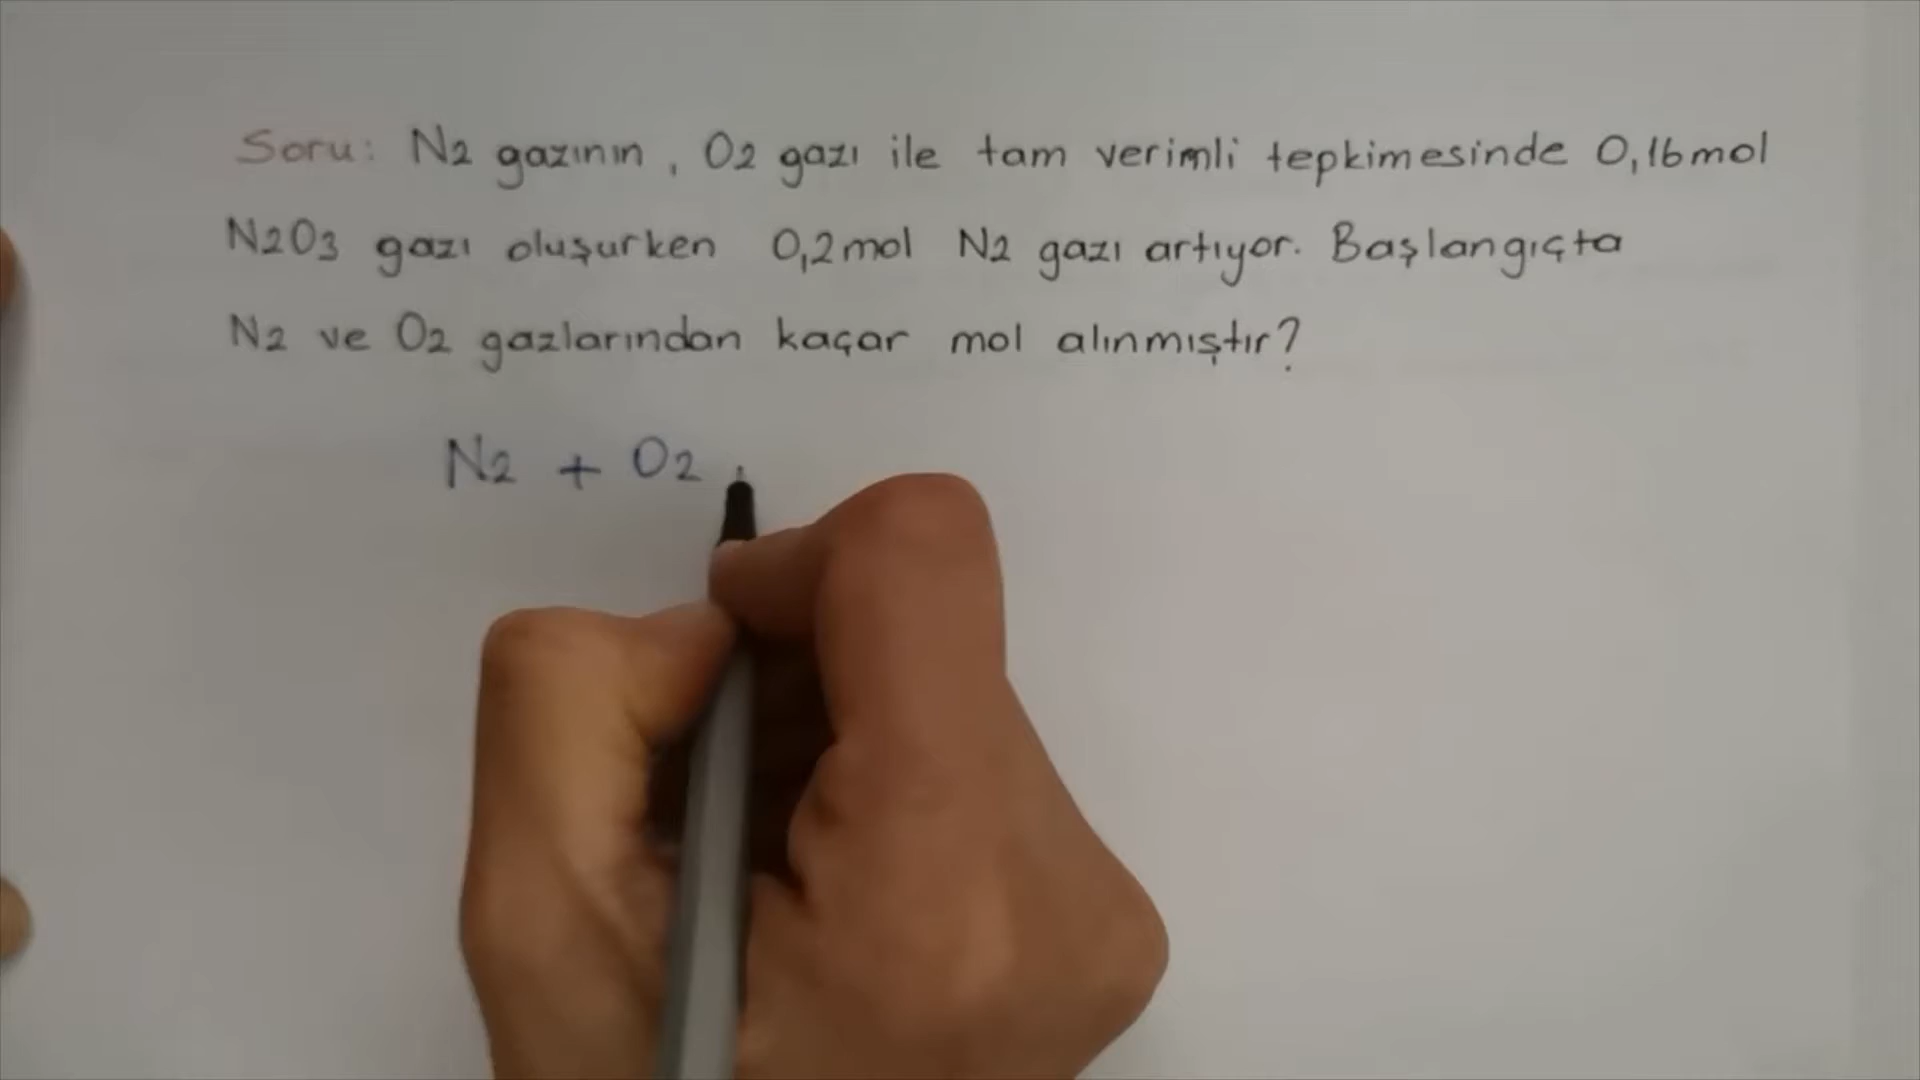 Soru: N2 gazının, O2 gazı ile tam verimli tepkimesinde 0,16mol
N2O3 gazı oluşurken 0,2mol N2 gazı artıyor. Başlangıçta
N2 ve O2 gazlarından kaçar mol alınmıştır?
N2 + O2